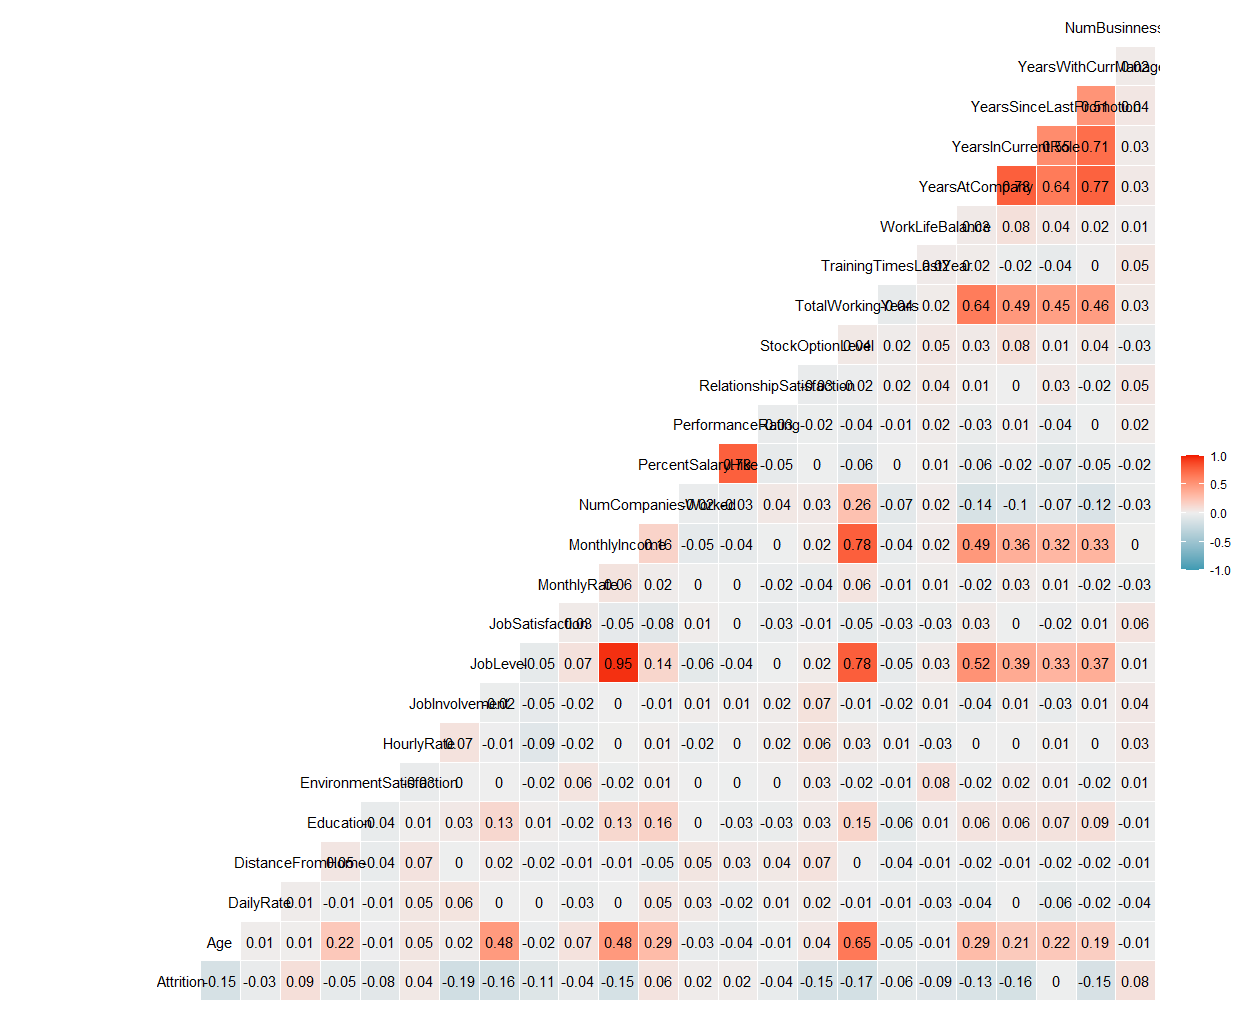 NumBusinness
YearsWithCurrManage 0.02
YearsSinceLastPromotion 0.51 0.04
YearsInCurrentRole 0.55 0.71 0.03
YearsAtCompany 0.78 0.64 0.77 0.03
WorkLifeBalance 0.03 0.08 0.04 0.02 0.01
TrainingTimesLastYear 0.02 0.02 -0.02 -0.04 0 0.05
TotalWorkingYears -0.04 0.02 0.64 0.49 0.45 0.46 0.03
StockOptionLevel 0.04 0.02 0.05 0.03 0.08 0.01 0.04 -0.03
RelationshipSatisfaction -0.03 -0.02 0.02 0.04 0.01 0 0.03 -0.02 0.05
PerformanceRating -0.03 -0.02 -0.04 -0.01 0.02 -0.03 0.01 -0.04 0 0.02
PercentSalaryHike -0.05 0 -0.06 0 0.01 -0.06 -0.02 -0.07 -0.05 -0.02
NumCompaniesWorked -0.02 -0.03 0.04 0.03 0.26 -0.07 0.02 -0.14 -0.1 -0.07 -0.12 -0.03
MonthlyIncome 0.16 -0.05 -0.04 0 0.02 0.78 -0.04 0.02 0.49 0.36 0.32 0.33 0
MonthlyRate 0.06 0.02 0 0 -0.02 -0.04 0.06 -0.01 0.01 -0.02 0.03 0.01 -0.02 -0.03
JobSatisfaction 0.03 -0.05 -0.08 0.01 0 -0.03 -0.01 -0.05 -0.03 -0.03 0.03 0 -0.02 0.01 0.06
JobLevel -0.05 0.07 0.95 0.14 -0.06 -0.04 0 0.02 0.78 -0.05 0.03 0.52 0.39 0.33 0.37 0.01
JobInvolvement -0.02 -0.05 -0.02 0 -0.01 0.01 0.01 0.02 0.07 -0.01 -0.02 0.01 -0.04 0.01 -0.03 0.01 0.04
HourlyRate 0.07 -0.01 -0.09 -0.02 0 0.01 -0.02 0 0.02 0.06 0.03 0.01 -0.03 0 0 0.01 0 0.03
EnvironmentSatisfaction -0.03 0 0 -0.02 0.06 -0.02 0.01 0 0 0.03 -0.02 -0.01 0.08 -0.02 0.02 0.01 -0.02 0.01
Education -0.04 0.01 0.03 0.13 0.01 -0.02 0.13 0.16 0 -0.03 -0.03 0.03 0.15 -0.06 0.01 0.06 0.06 0.07 0.09 -0.01
DistanceFromHome 0.05 -0.04 0.07 0 0.02 -0.02 -0.01 -0.01 -0.05 0.05 0.03 0.04 0.07 0 -0.04 -0.01 -0.02 -0.01 -0.02 -0.02 -0.01
DailyRate 0.01 -0.01 -0.01 0.05 0.06 0 0 -0.03 0 0.05 0.03 -0.02 0.01 0.02 -0.01 -0.01 -0.03 -0.04 0 -0.06 -0.02 -0.04
Age 0.01 0.01 0.22 -0.01 0.05 0.02 0.48 -0.02 0.07 0.48 0.29 -0.03 -0.04 -0.01 0.04 0.65 -0.05 -0.01 0.29 0.21 0.22 0.19 -0.01
Attrition -0.15 -0.03 0.09 -0.05 -0.08 0.04 -0.19 -0.16 -0.11 -0.04 -0.15 0.06 0.02 0.02 -0.04 -0.15 -0.17 -0.06 -0.09 -0.13 -0.16 0 -0.15 0.08
1.0
0.5
0.0
-0.5
-1.0